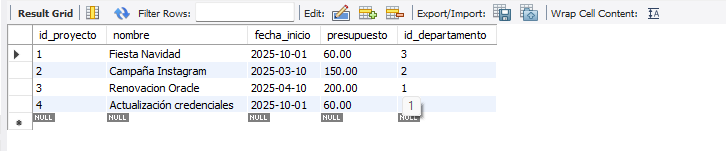 Result Grid Filter Rows: Edit: Export/Import: Wrap Cell Content: IA
id_proyecto nombre fecha_inicio presupuesto id_departamento
1 Fiesta Navidad 2025-10-01 60.00 3
2 Campaña Instagram 2025-03-10 150.00 2
3 Renovacion Oracle 2025-04-10 200.00 1
4 Actualización credenciales 2025-10-01 60.00 1
NULL NULL NULL NULL NULL